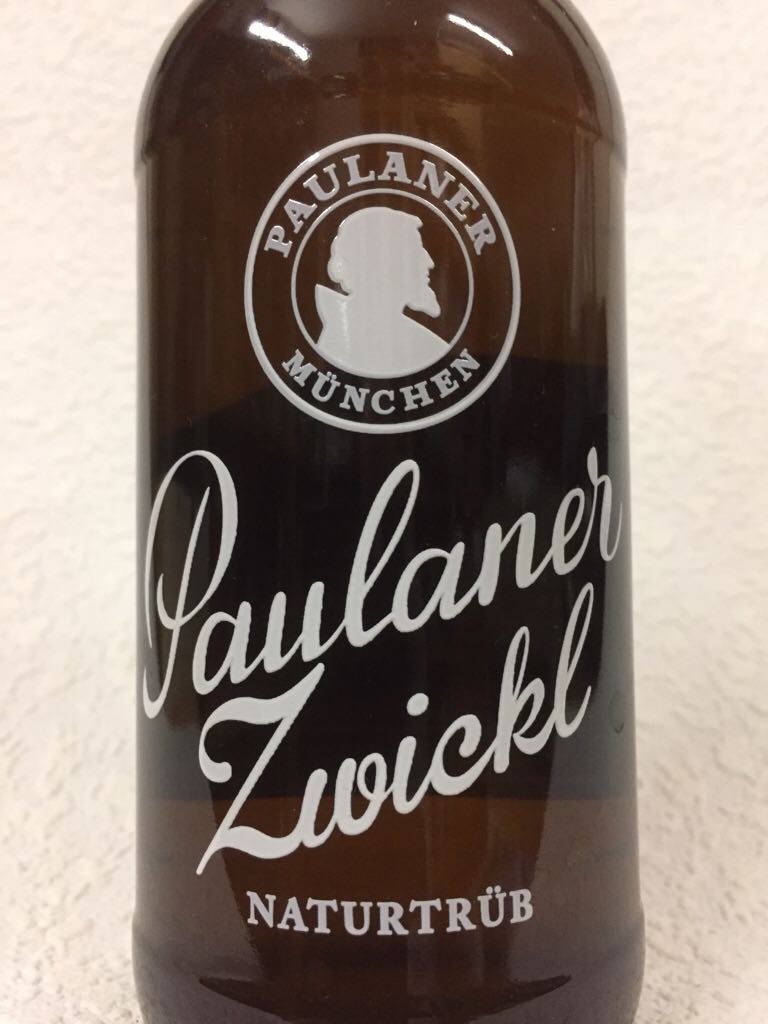 PAULANER
MÜNCHEN
Paulaner
Zwickl
NATURTRÜB